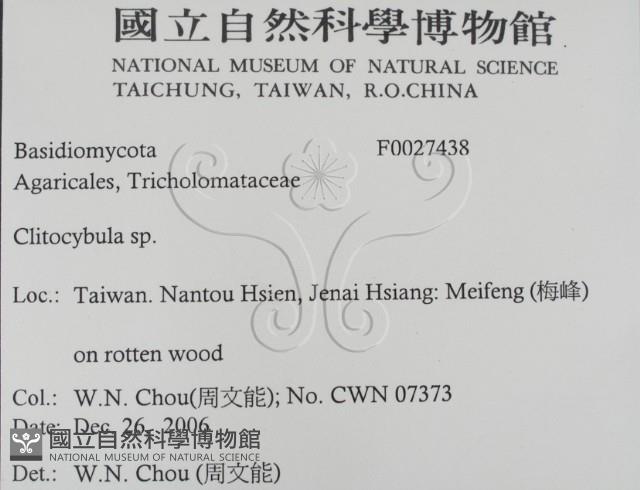 國立自然科學博物館
NATIONAL MUSEUM OF NATURAL SCIENCE
TAICHUNG, TAIWAN, R.O.CHINA
Basidiomycota F0027438
Agaricales, Tricholomataceae
Clitocybula sp.
Loc.: Taiwan. Nantou Hsien, Jenai Hsiang: Meifeng (梅峰)
on rotten wood
Col.: W.N. Chou(周文能); No. CWN 07373
Date: Dec. 26, 2006
國立自然科學博物館
NATIONAL MUSEUM OF NATURAL SCIENCE
Det.: W.N. Chou (周文能)